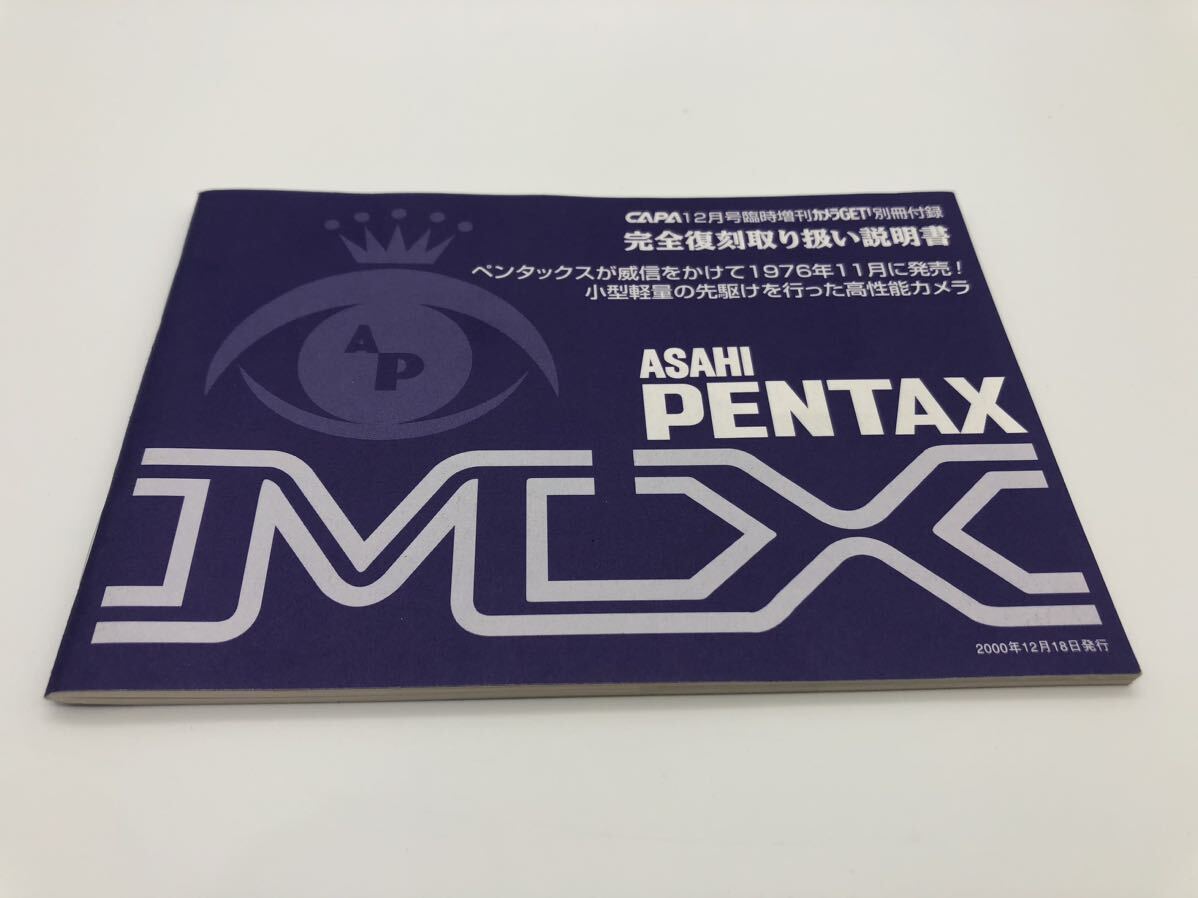 CAPA12月号臨時増刊カメラGET!別冊付録
完全復刻取り扱い説明書
ペンタックスが威信をかけて1976年11月に発売！
小型軽量の先駆けを行った高性能カメラ
AP
ASAHI
PENTAX
MX
2000年12月18日発行